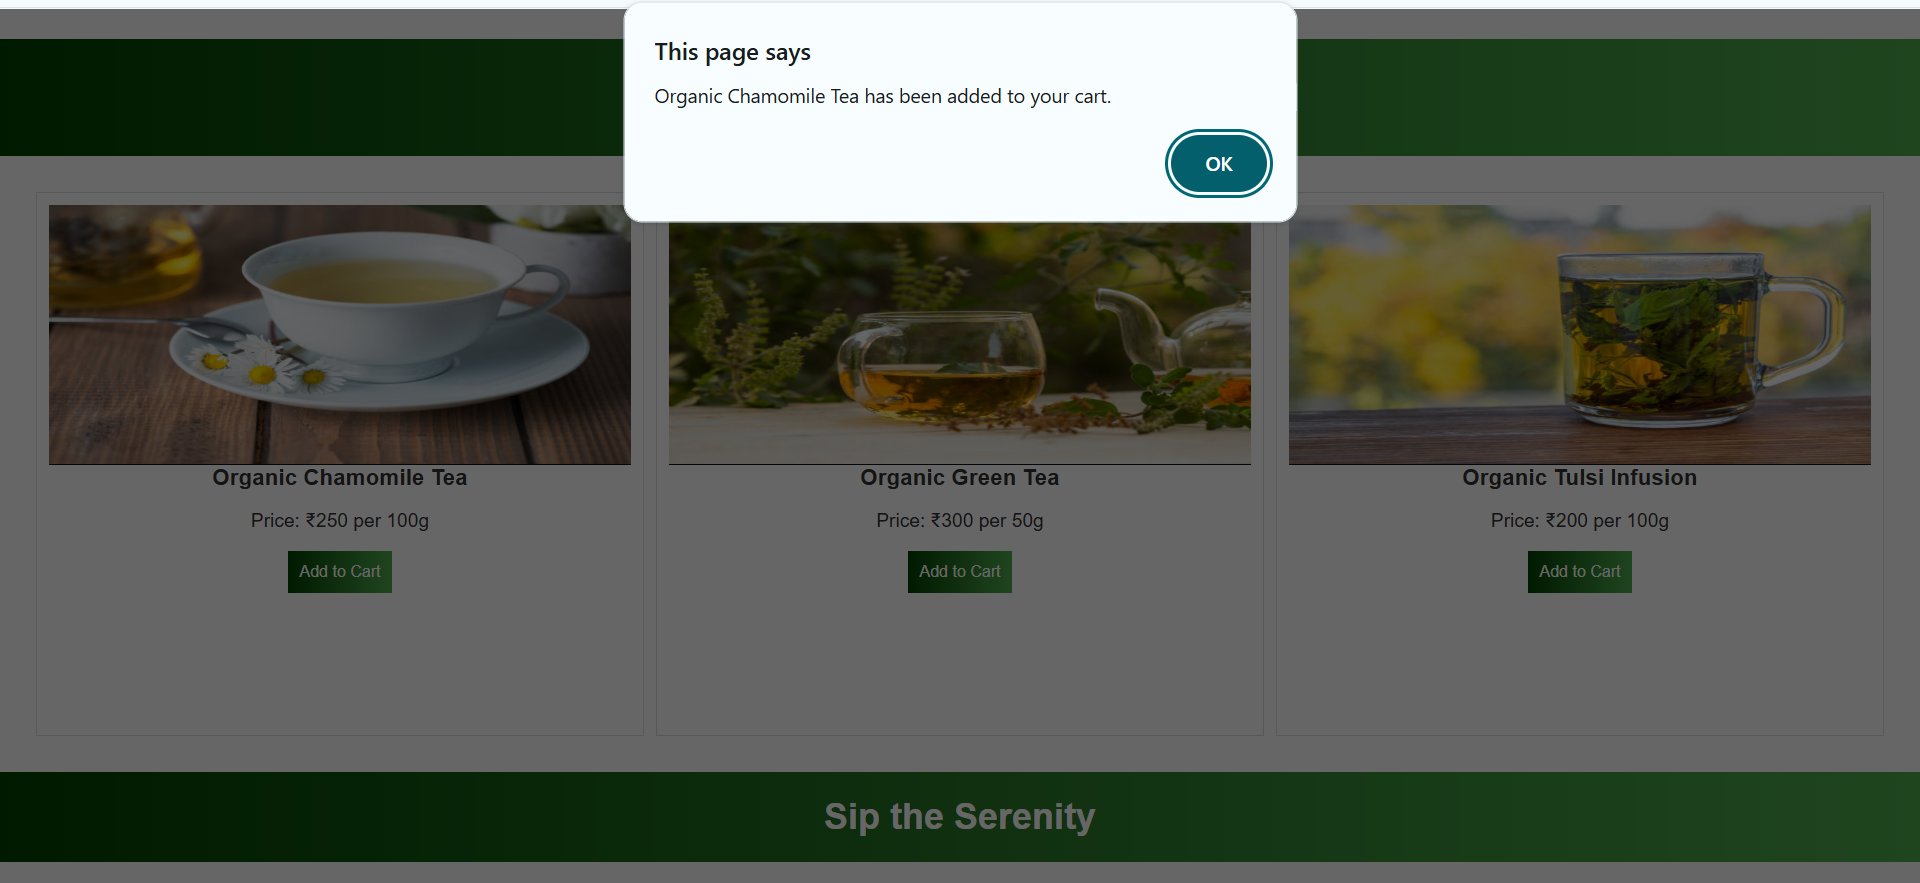 This page says
Organic Chamomile Tea has been added to your cart.
OK
Organic Chamomile Tea
Price: ₹250 per 100g
Add to Cart
Organic Green Tea
Price: ₹300 per 50g
Add to Cart
Organic Tulsi Infusion
Price: ₹200 per 100g
Add to Cart
Sip the Serenity